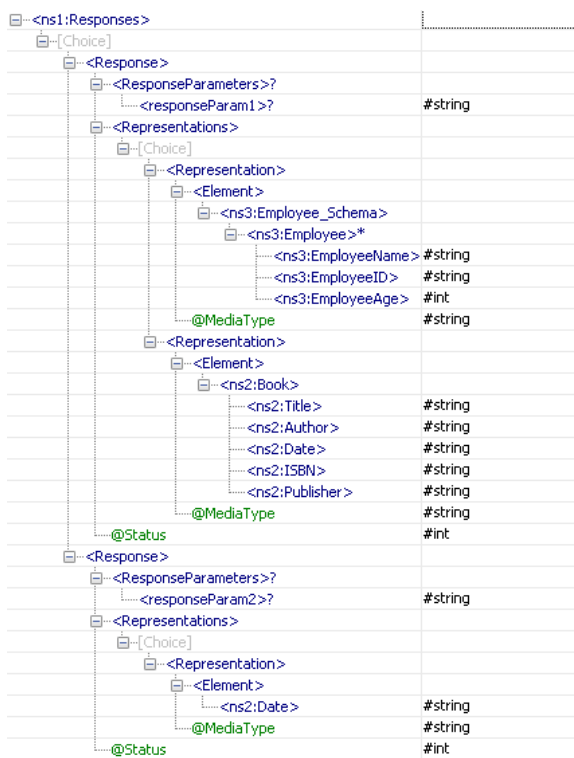 <ns1:Responses>
[Choice]
<Response>
<ResponseParameters>?
<responseParam1>? #string
<Representations>
[Choice]
<Representation>
<Element>
<ns3:Employee_Schema>
<ns3:Employee>*
<ns3:EmployeeName> #string
<ns3:EmployeeID> #string
<ns3:EmployeeAge> #int
@MediaType #string
<Representation>
<Element>
<ns2:Book>
<ns2:Title> #string
<ns2:Author> #string
<ns2:Date> #string
<ns2:ISBN> #string
<ns2:Publisher> #string
@MediaType #string
@Status #int
<Response>
<ResponseParameters>?
<responseParam2>? #string
<Representations>
[Choice]
<Representation>
<Element>
<ns2:Date> #string
@MediaType #string
@Status #int